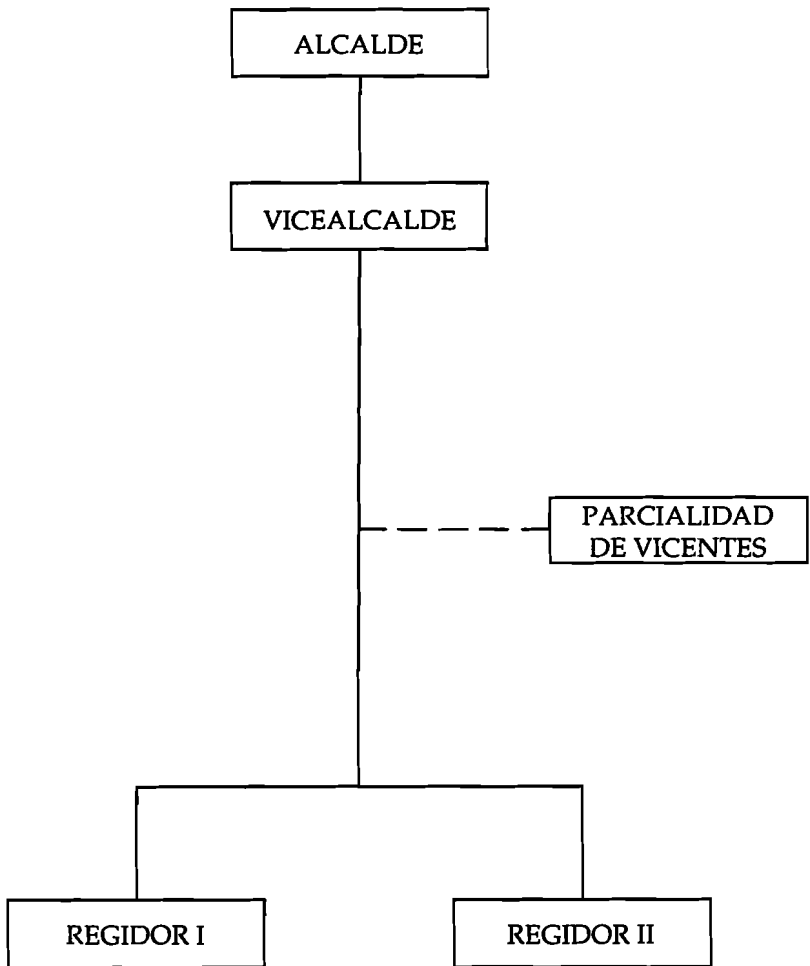 ALCALDE
VICEALCALDE
PARCIALIDAD
DE VICENTES
REGIDOR I
REGIDOR II